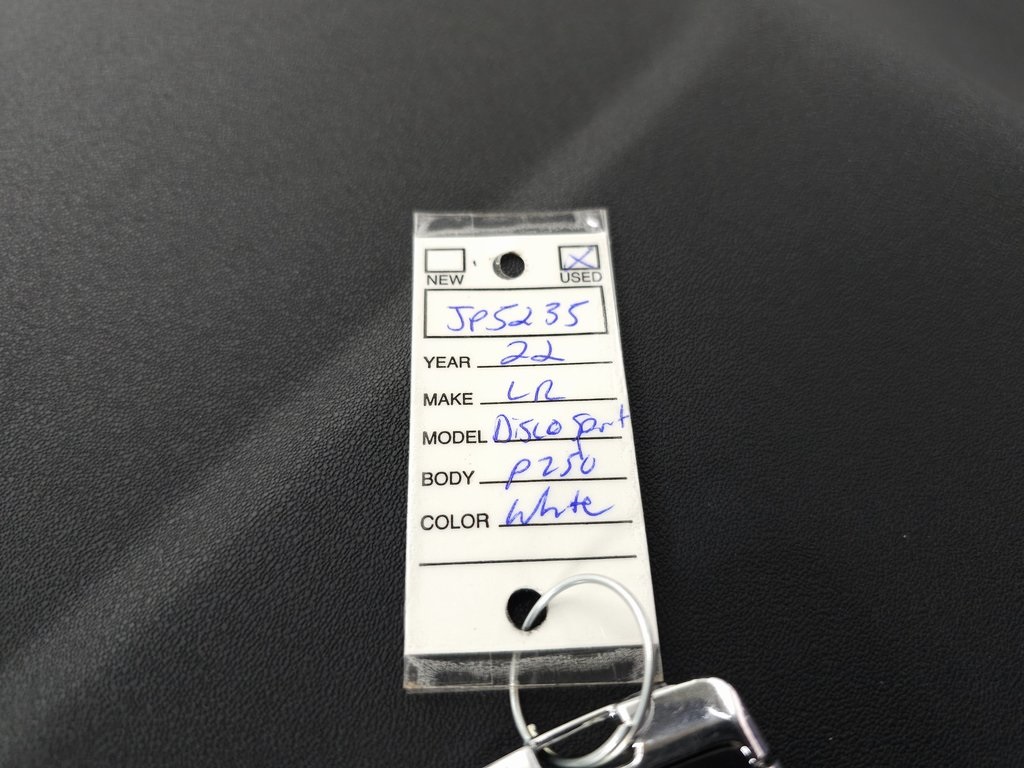 NEW USED
JP5235
YEAR 22
MAKE LR
MODEL Disco Sport
BODY P250
COLOR White